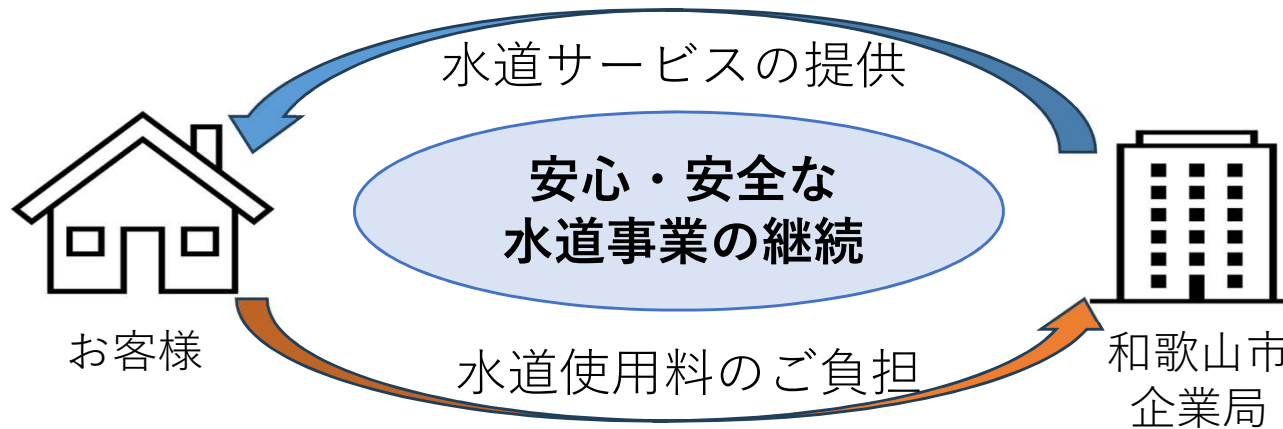 水道サービスの提供
安心・安全な
水道事業の継続
お客様
水道使用料のご負担
和歌山市
企業局